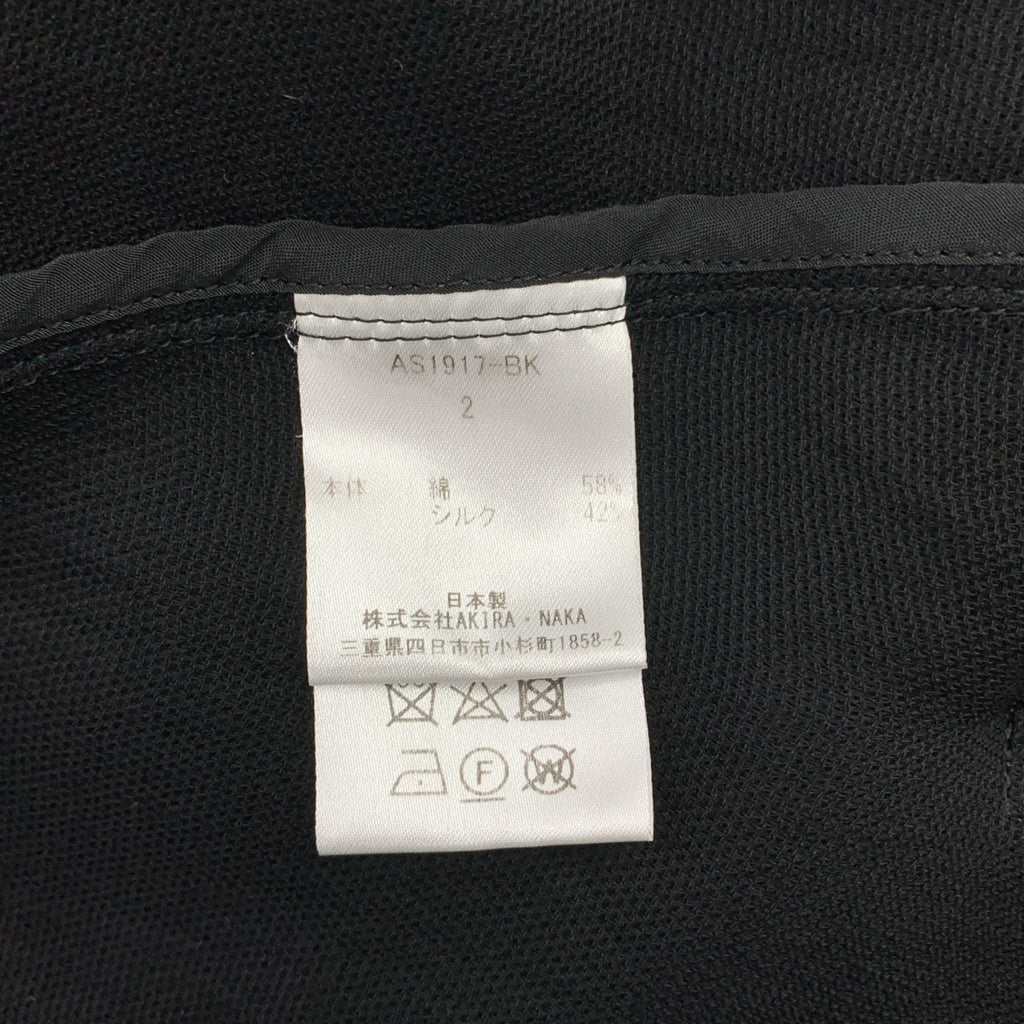 AS1917-BK
2
本体 綿 58%
シルク 42%
日本製
株式会社AKIRA・NAKA
三重県四日市市小杉町1858-2
F W